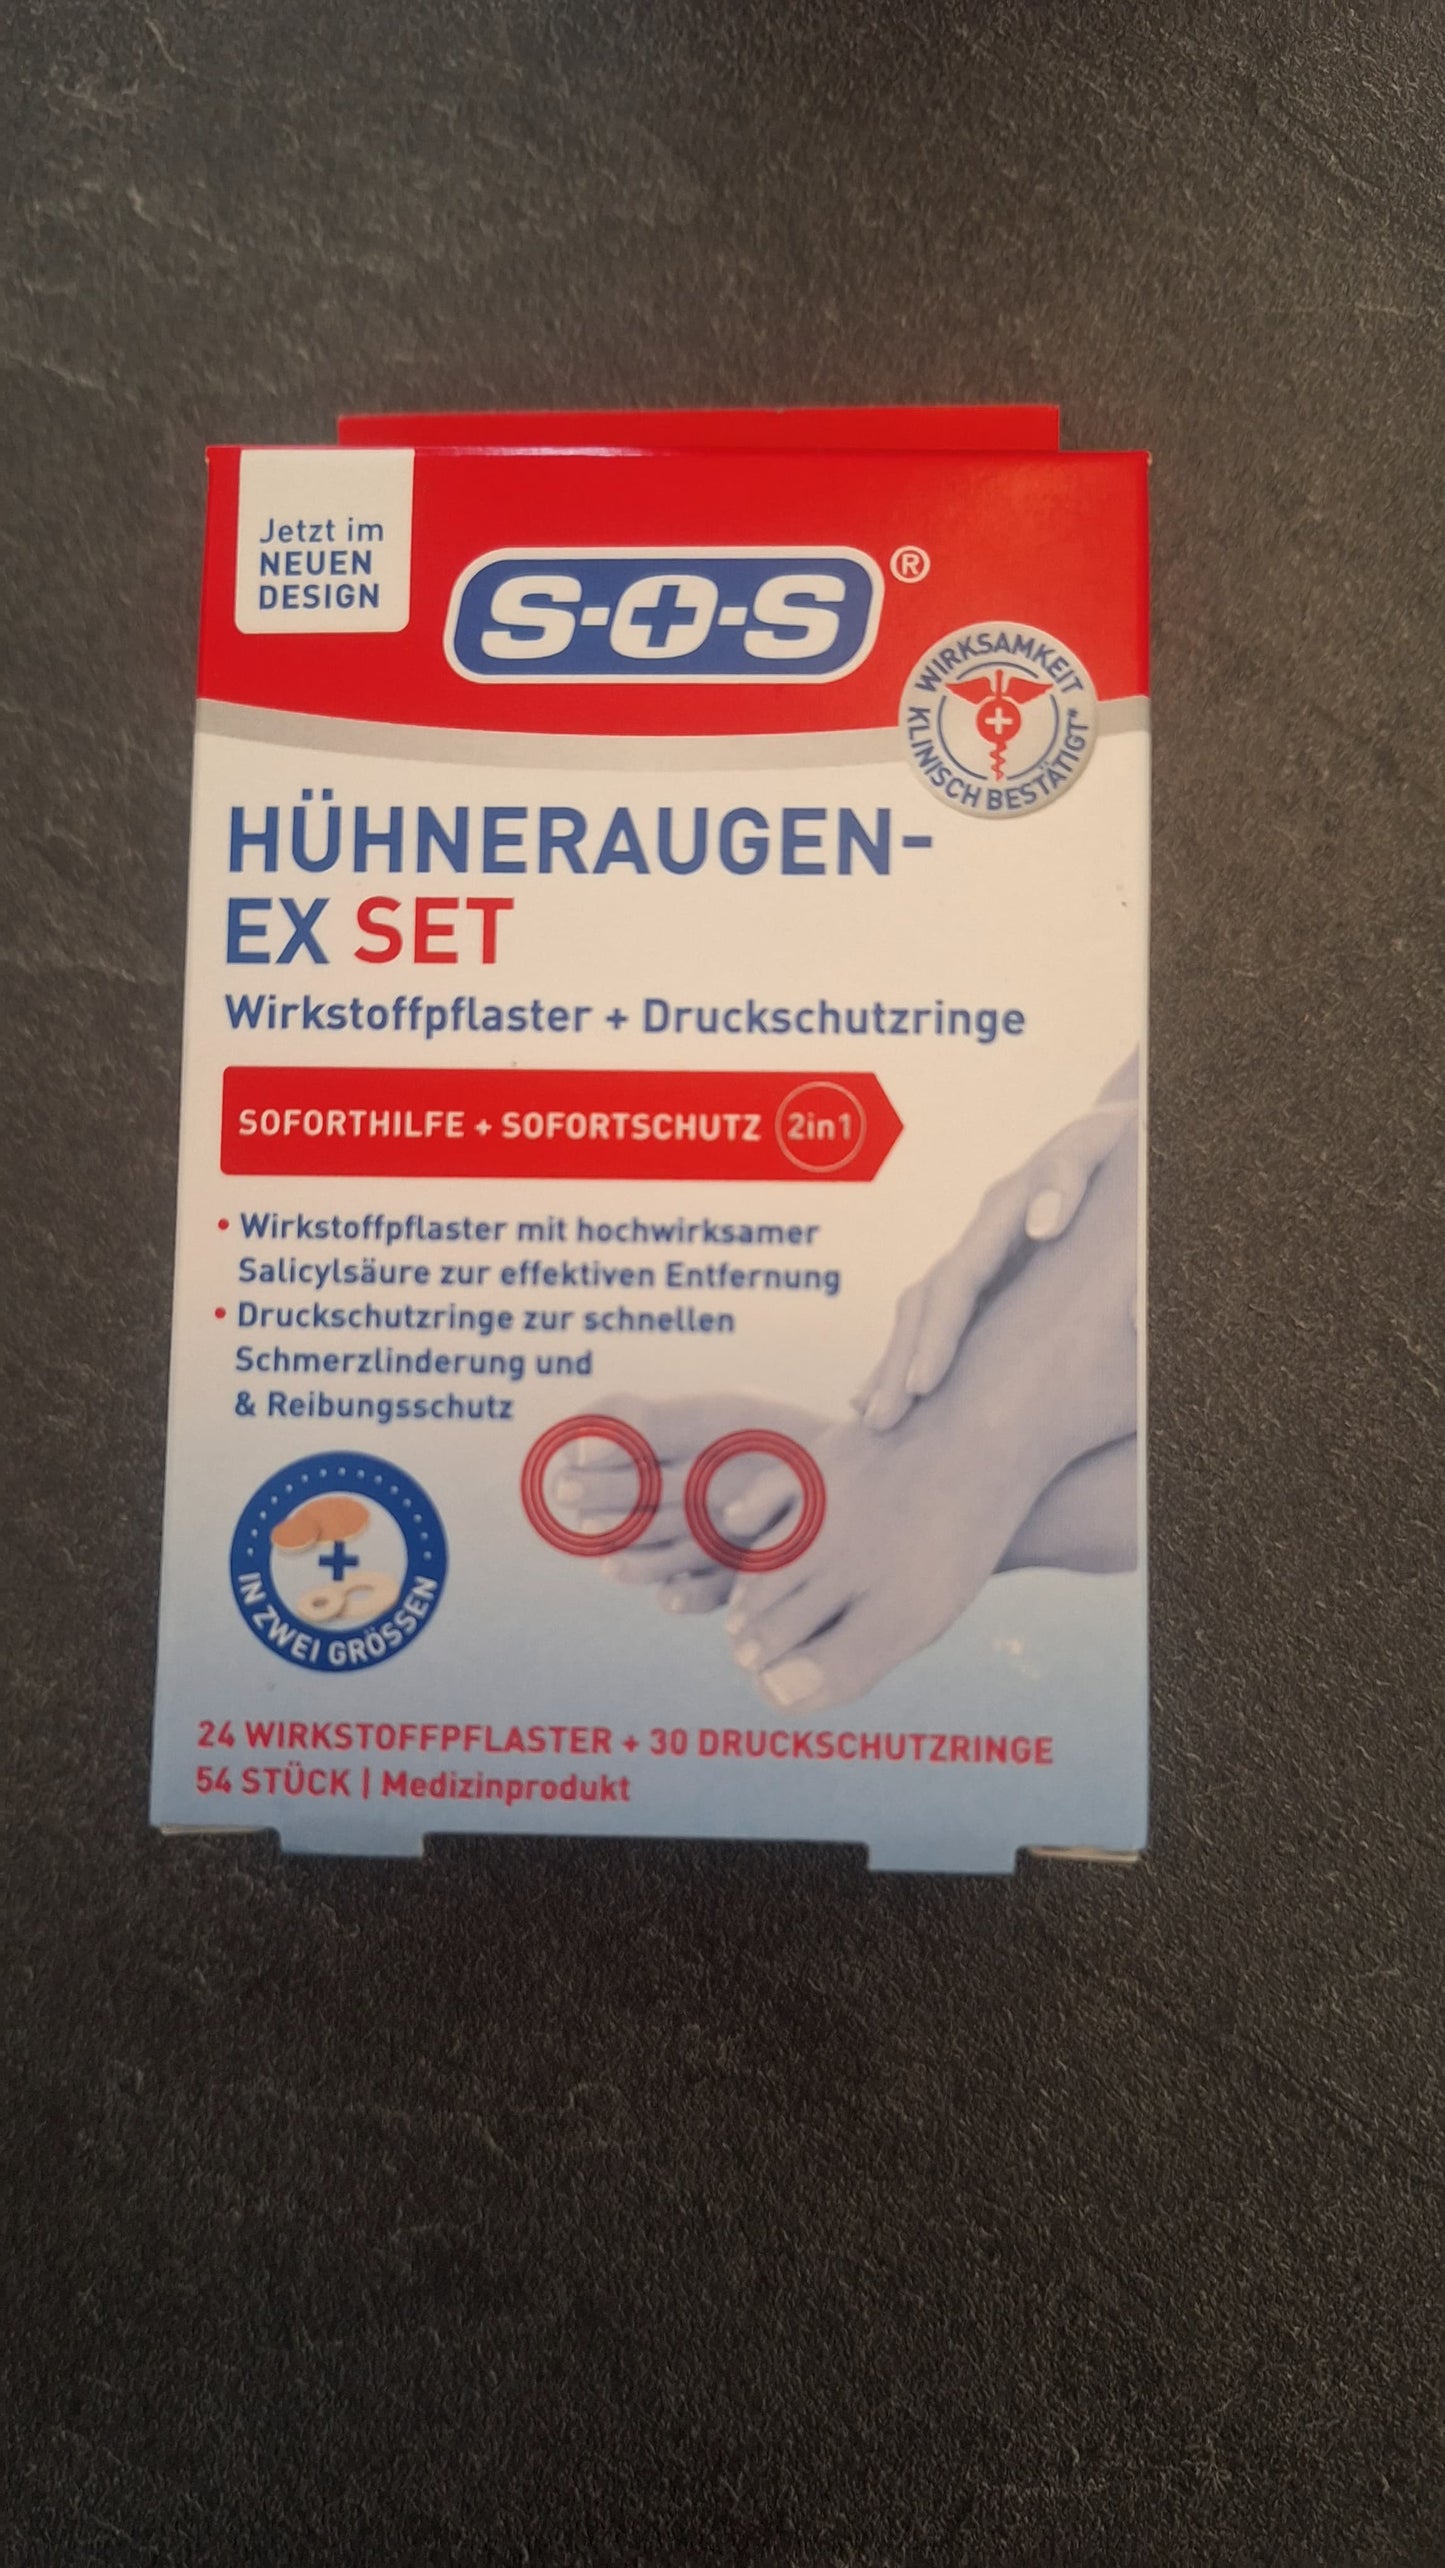 Jetzt im
NEUEN
DESIGN
S·O·S®
WIRKSAMKEIT
KLINISCH BESTÄTIGT*
HÜHNERAUGEN-
EX SET
Wirkstoffpflaster + Druckschutzringe
SOFORTHILFE + SOFORTSCHUTZ 2in1
• Wirkstoffpflaster mit hochwirksamer
Salicylsäure zur effektiven Entfernung
• Druckschutzringe zur schnellen
Schmerzlinderung und
& Reibungsschutz
+
IN ZWEI GRÖSSEN
24 WIRKSTOFFPFLASTER + 30 DRUCKSCHUTZRINGE
54 STÜCK | Medizinprodukt